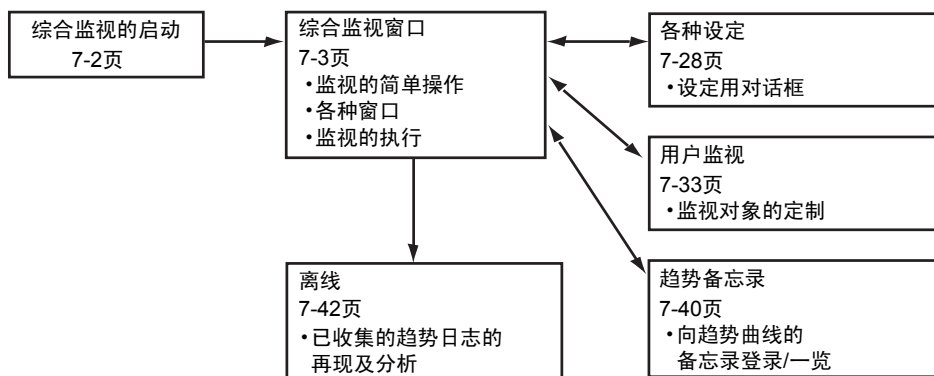 综合监视的启动
7-2页
综合监视窗口
7-3页
•监视的简单操作
•各种窗口
•监视的执行
各种设定
7-28页
•设定用对话框
用户监视
7-33页
•监视对象的定制
离线
7-42页
•已收集的趋势日志的
再现及分析
趋势备忘录
7-40页
•向趋势曲线的
备忘录登录/一览